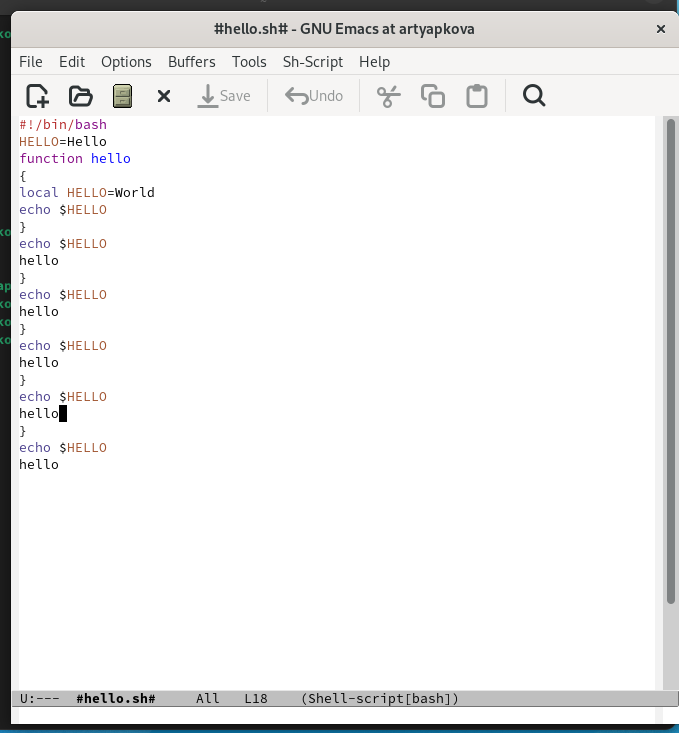 #hello.sh# - GNU Emacs at artyapkova
File Edit Options Buffers Tools Sh-Script Help
Save Undo
#!/bin/bash
HELLO=Hello
function hello
{
local HELLO=World
echo $HELLO
}
echo $HELLO
hello
}
echo $HELLO
hello
}
echo $HELLO
hello
}
echo $HELLO
hello
}
echo $HELLO
hello
U:--- #hello.sh# All L18 (Shell-script[bash])